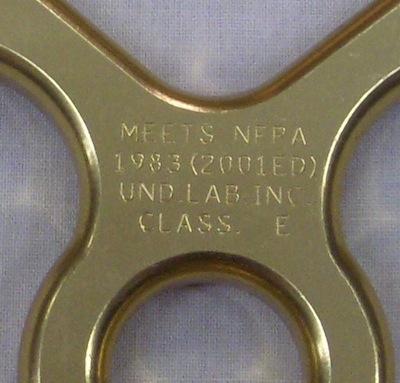 MEETS NFPA
1983(2001ED)
UND.LAB.INC.
CLASS. E